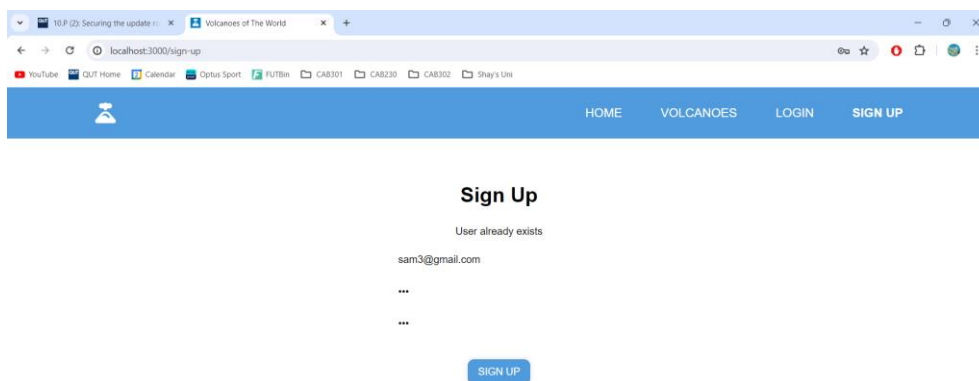 10.P (2): Securing the update ro
Volcanoes of The World
localhost:3000/sign-up
YouTube QUT Home Calendar Optus Sport FUTBin CAB301 CAB230 CAB302 Shay's Uni
HOME VOLCANOES LOGIN SIGN UP
Sign Up
User already exists
sam3@gmail.com
•••
•••
SIGN UP